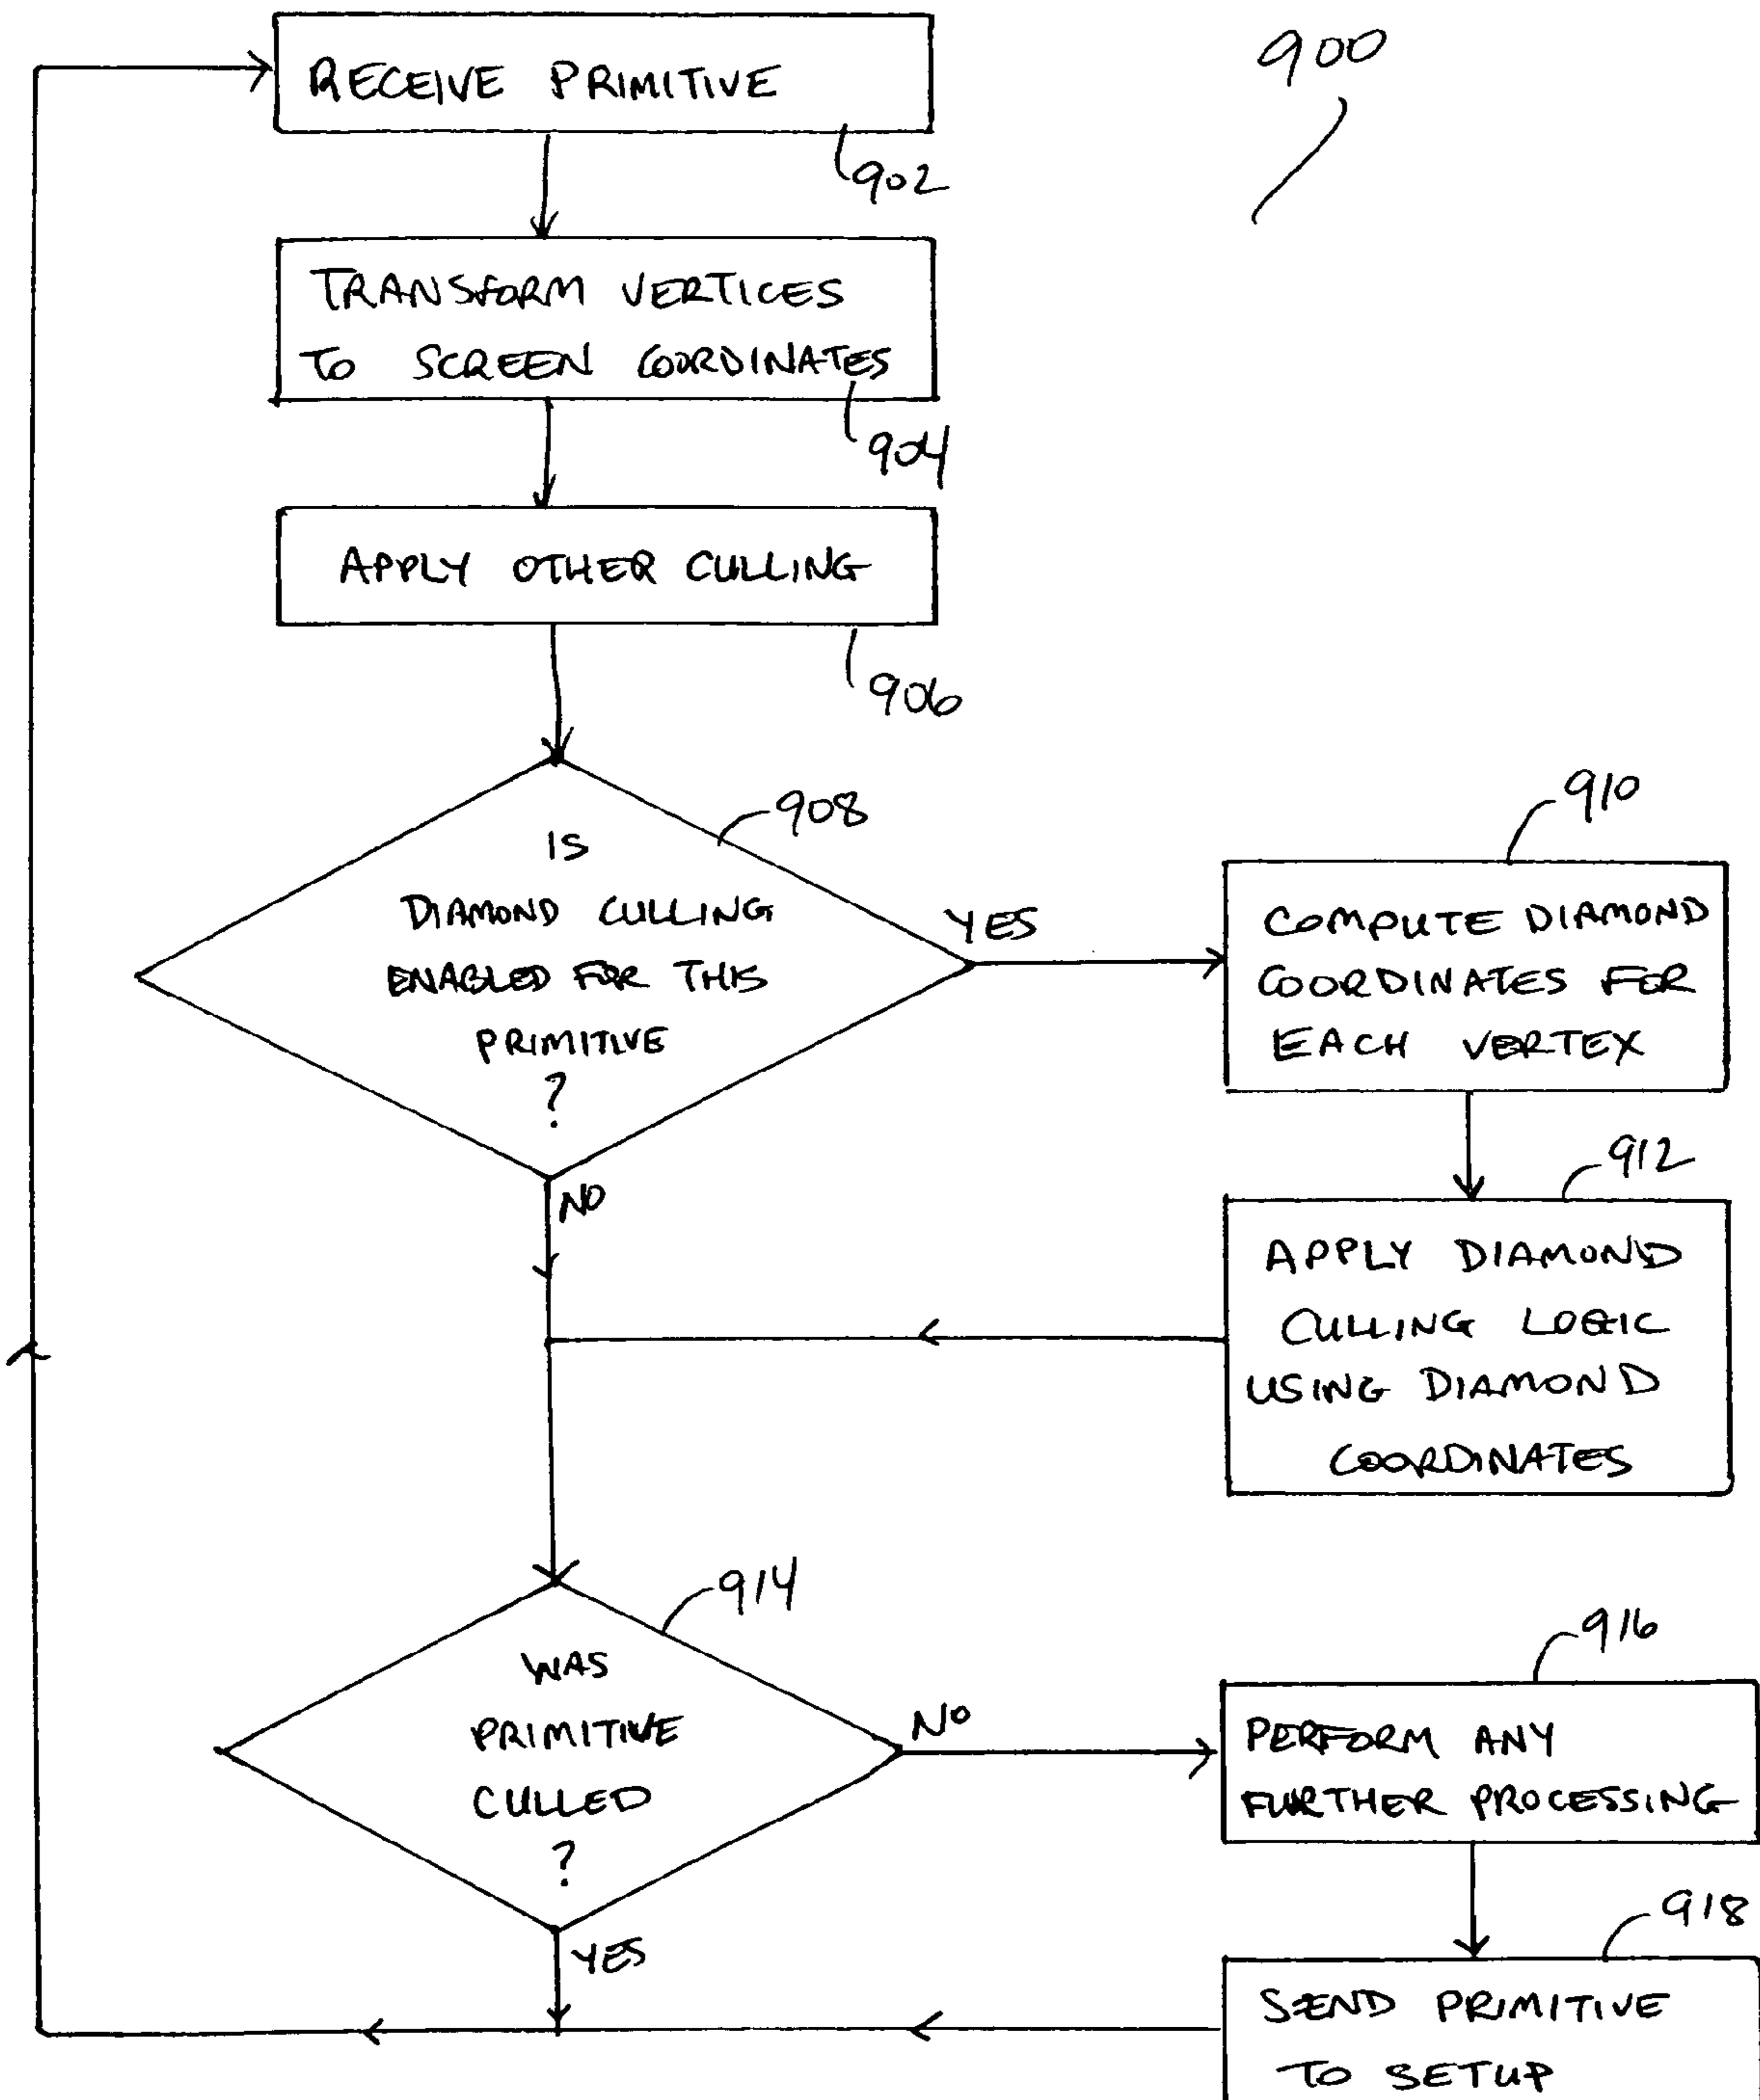 900
RECEIVE PRIMITIVE
902
TRANSFORM VERTICES
TO SCREEN COORDINATES
904
APPLY OTHER CULLING
906
908
IS
DIAMOND CULLING
ENABLED FOR THIS
PRIMITIVE
?
YES
NO
910
COMPUTE DIAMOND
COORDINATES FOR
EACH VERTEX
912
APPLY DIAMOND
CULLING LOGIC
USING DIAMOND
COORDINATES
914
WAS
PRIMITIVE
CULLED
?
NO
YES
916
PERFORM ANY
FURTHER PROCESSING
918
SEND PRIMITIVE
TO SETUP